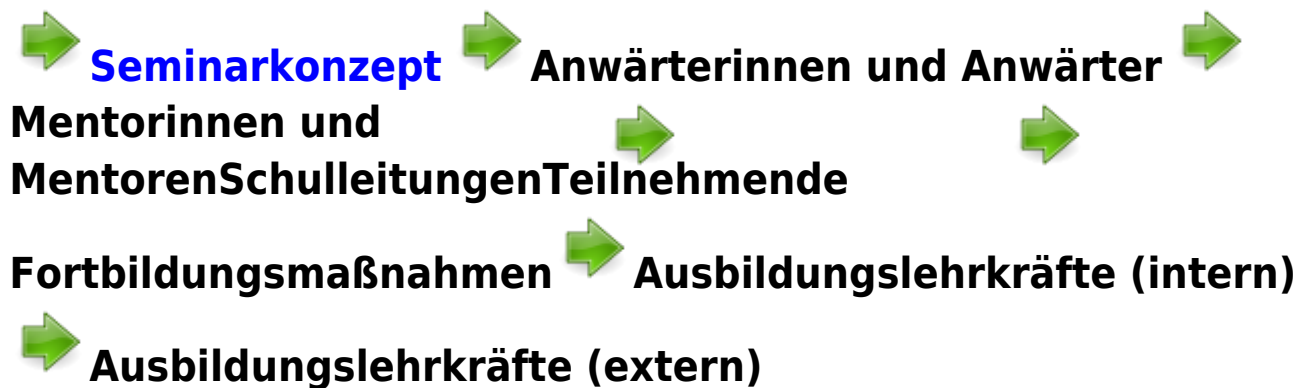 Seminarkonzept Anwärterinnen und Anwärter
Mentorinnen und
MentorenSchulleitungenTeilnehmende
Fortbildungsmaßnahmen Ausbildungslehrkräfte (intern)
Ausbildungslehrkräfte (extern)